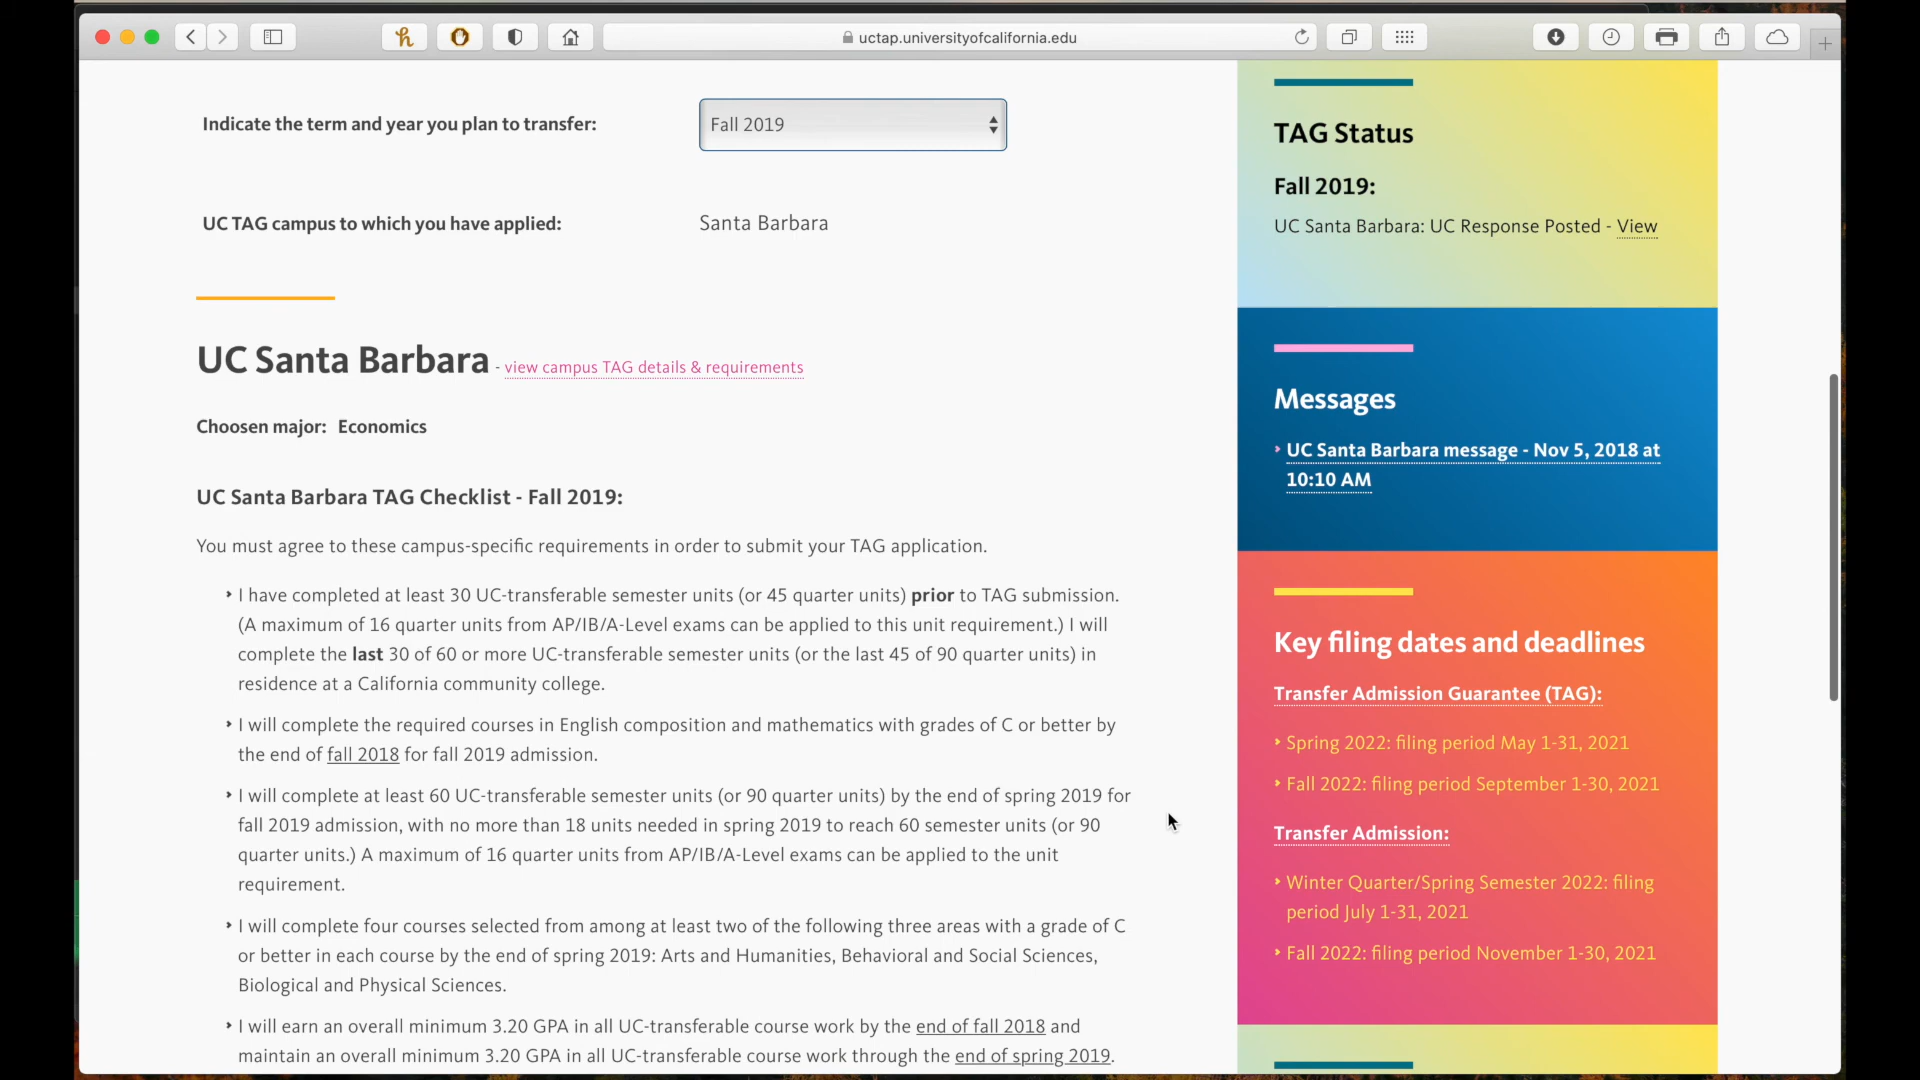 uctap.universityofcalifornia.edu
Indicate the term and year you plan to transfer:
Fall 2019
UC TAG campus to which you have applied:
Santa Barbara
UC Santa Barbara - view campus TAG details & requirements
Choosen major: Economics
UC Santa Barbara TAG Checklist - Fall 2019:
You must agree to these campus-specific requirements in order to submit your TAG application.
I have completed at least 30 UC-transferable semester units (or 45 quarter units) prior to TAG submission.
(A maximum of 16 quarter units from AP/IB/A-Level exams can be applied to this unit requirement.) I will
complete the last 30 of 60 or more UC-transferable semester units (or the last 45 of 90 quarter units) in
residence at a California community college.
I will complete the required courses in English composition and mathematics with grades of C or better by
the end of fall 2018 for fall 2019 admission.
I will complete at least 60 UC-transferable semester units (or 90 quarter units) by the end of spring 2019 for
fall 2019 admission, with no more than 18 units needed in spring 2019 to reach 60 semester units (or 90
quarter units.) A maximum of 16 quarter units from AP/IB/A-Level exams can be applied to the unit
requirement.
I will complete four courses selected from among at least two of the following three areas with a grade of C
or better in each course by the end of spring 2019: Arts and Humanities, Behavioral and Social Sciences,
Biological and Physical Sciences.
I will earn an overall minimum 3.20 GPA in all UC-transferable course work by the end of fall 2018 and
maintain an overall minimum 3.20 GPA in all UC-transferable course work through the end of spring 2019.
TAG Status
Fall 2019:
UC Santa Barbara: UC Response Posted - View
Messages
UC Santa Barbara message - Nov 5, 2018 at
10:10 AM
Key filing dates and deadlines
Transfer Admission Guarantee (TAG):
Spring 2022: filing period May 1-31, 2021
Fall 2022: filing period September 1-30, 2021
Transfer Admission:
Winter Quarter/Spring Semester 2022: filing
period July 1-31, 2021
Fall 2022: filing period November 1-30, 2021